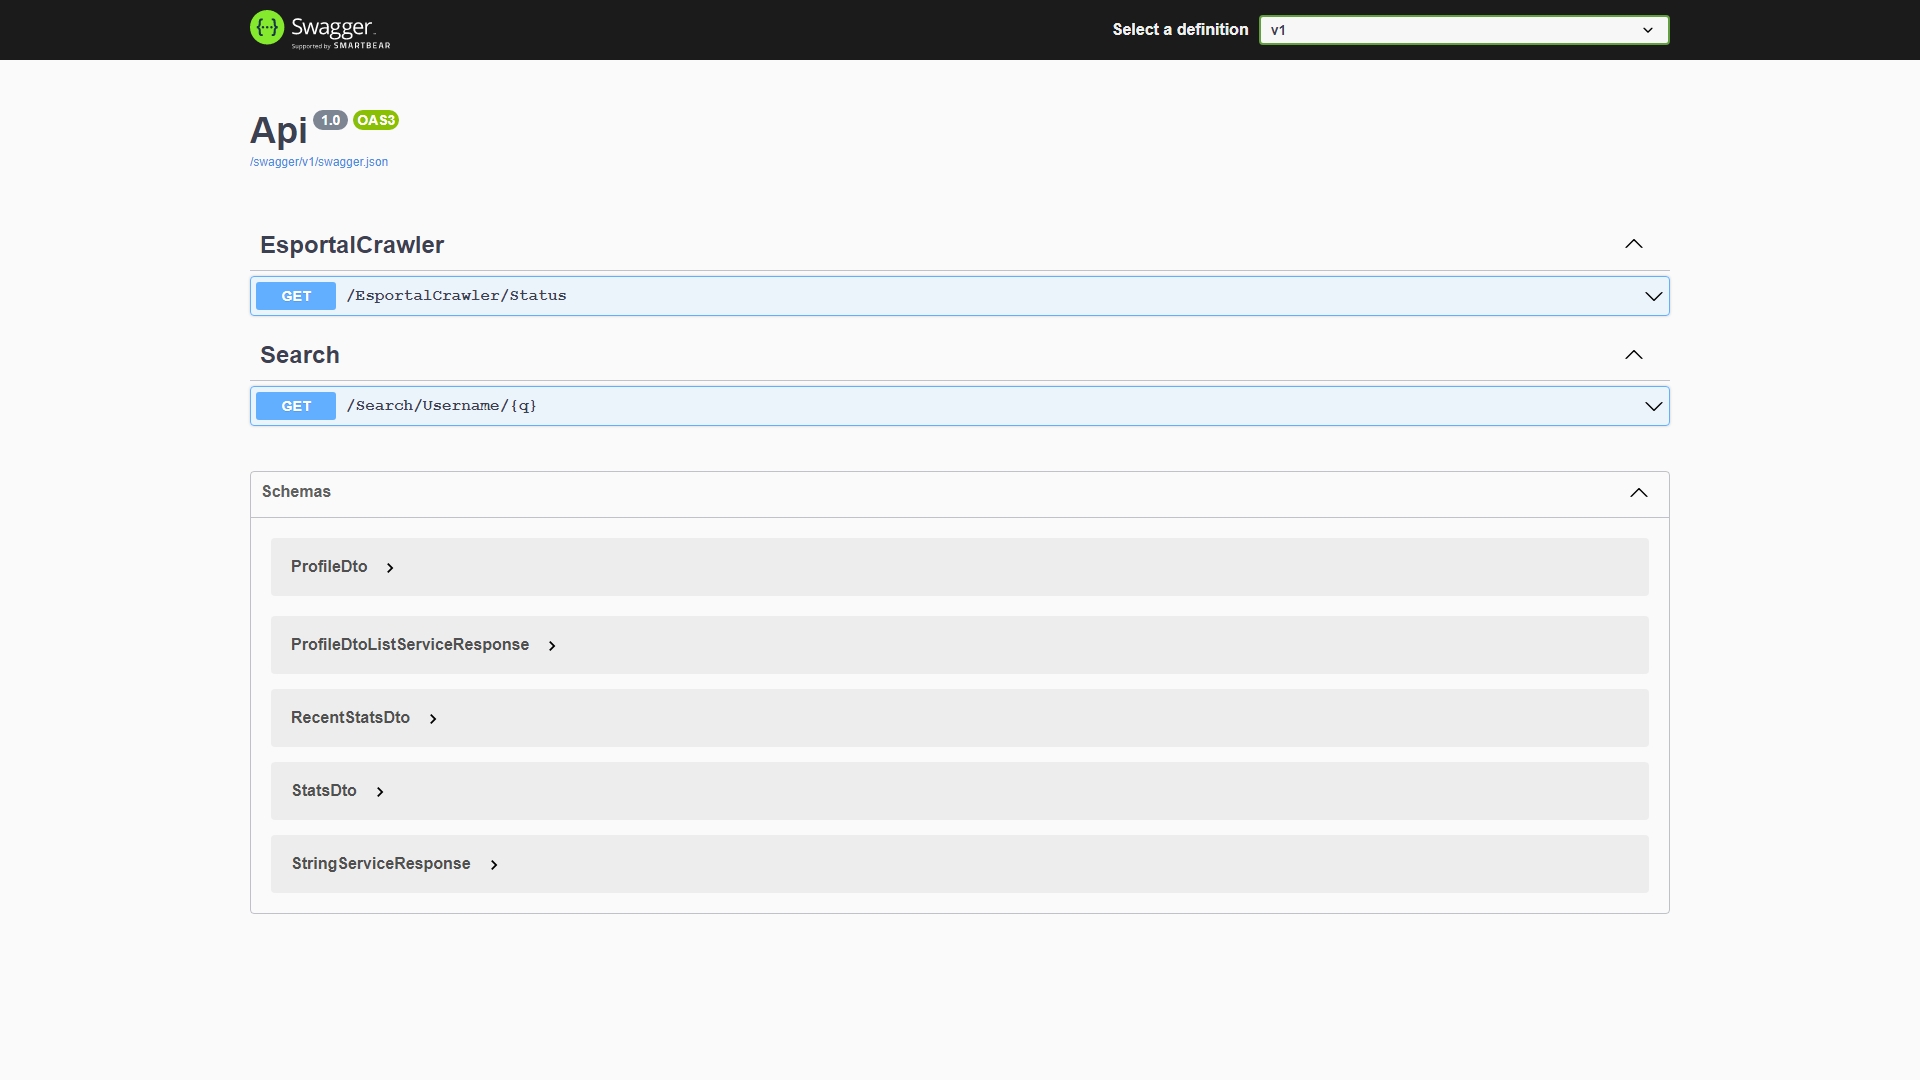 Swagger
Supported by SMARTBEAR
Select a definition
v1
Api 1.0 OAS3
/swagger/v1/swagger.json
EsportalCrawler
GET /EsportalCrawler/Status
Search
GET /Search/Username/{q}
Schemas
ProfileDto
ProfileDtoListServiceResponse
RecentStatsDto
StatsDto
StringServiceResponse